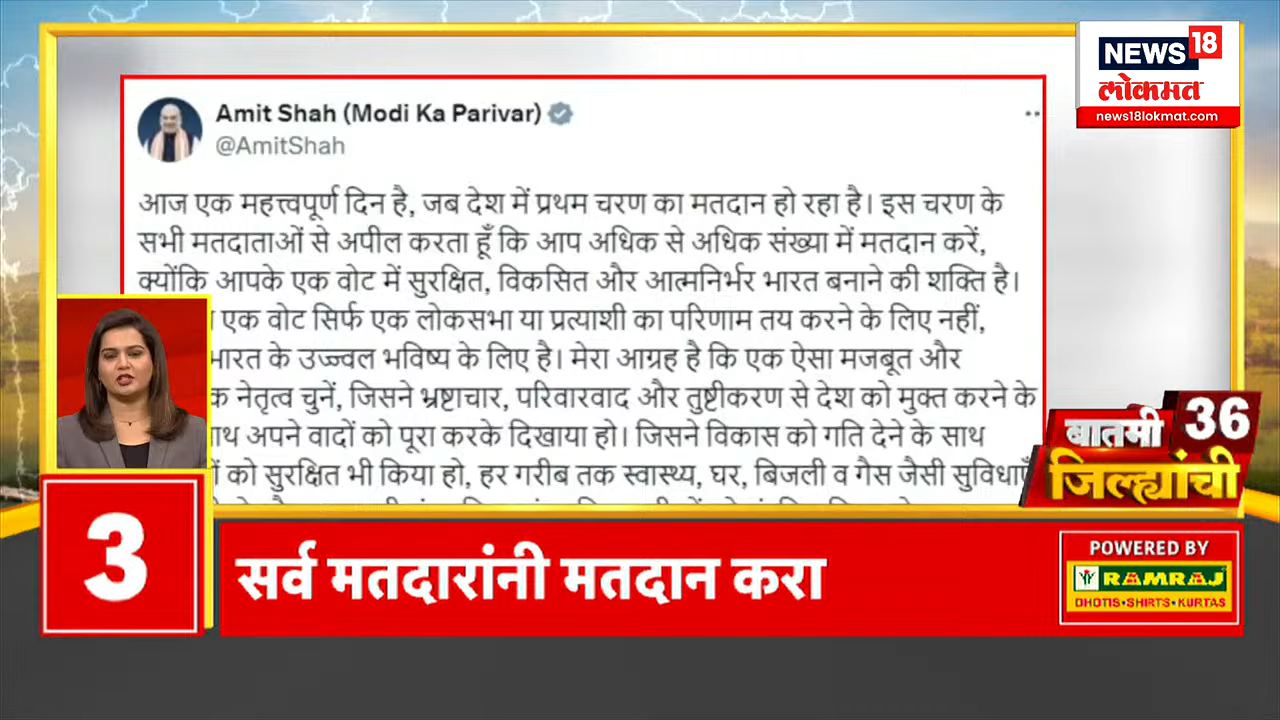 NEWS 18
लोकमत
news18lokmat.com
Amit Shah (Modi Ka Parivar)
@AmitShah
आज एक महत्त्वपूर्ण दिन है, जब देश में प्रथम चरण का मतदान हो रहा है। इस चरण के
सभी मतदाताओं से अपील करता हूँ कि आप अधिक से अधिक संख्या में मतदान करें,
क्योंकि आपके एक वोट में सुरक्षित, विकसित और आत्मनिर्भर भारत बनाने की शक्ति है।
एक वोट सिर्फ एक लोकसभा या प्रत्याशी का परिणाम तय करने के लिए नहीं,
भारत के उज्ज्वल भविष्य के लिए है। मेरा आग्रह है कि एक ऐसा मजबूत और
नेतृत्व चुनें, जिसने भ्रष्टाचार, परिवारवाद और तुष्टीकरण से देश को मुक्त करने के
अपने वादों को पूरा करके दिखाया हो। जिसने विकास को गति देने के साथ
को सुरक्षित भी किया हो, हर गरीब तक स्वास्थ्य, घर, बिजली व गैस जैसी सुविधाएँ
बातमी 36
जिल्ह्यांची
3
सर्व मतदारांनी मतदान करा
POWERED BY
RAMRAJ
DHOTIS•SHIRTS•KURTAS